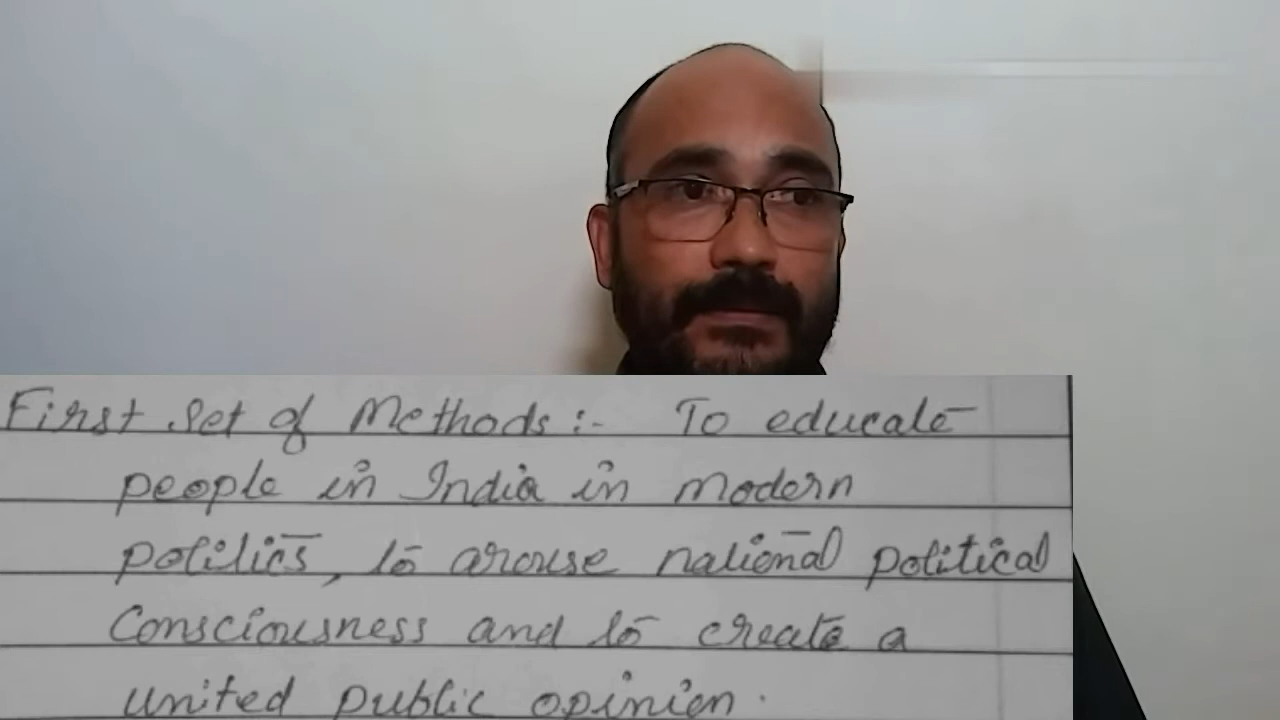 First Set of Methods :- To educate
people in India in modern
politics, to arouse national political
Consciousness and to create a
united public opinion.